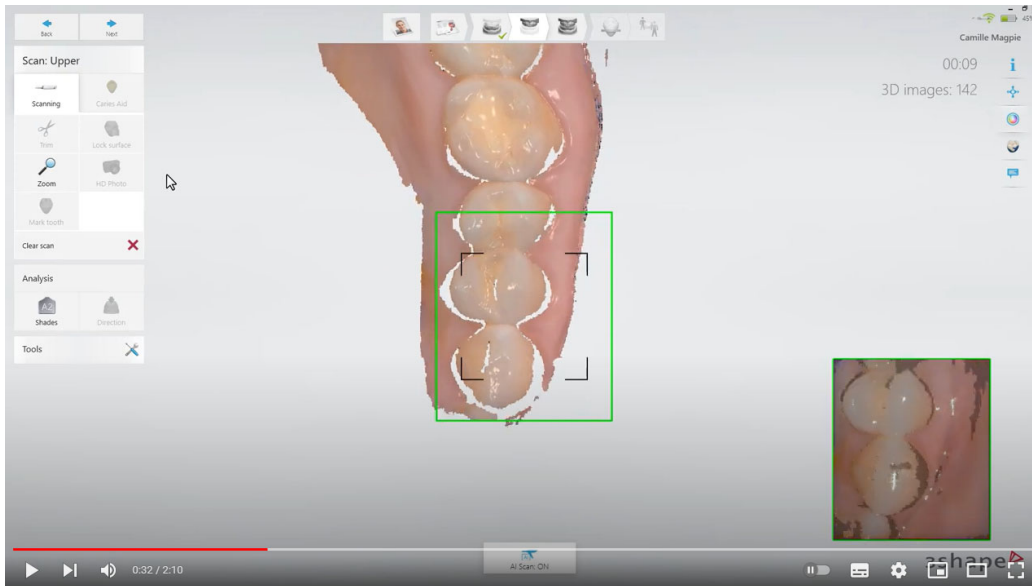 Back
Next
Camille Magpie
Scan: Upper
00:09
3D images: 142
Scanning
Caries Aid
Trim
Lock surface
Zoom
HD Photo
Mark tooth
Clear scan
Analysis
A2
Shades
Direction
Tools
AI Scan: ON
0:32 / 2:10
3shape